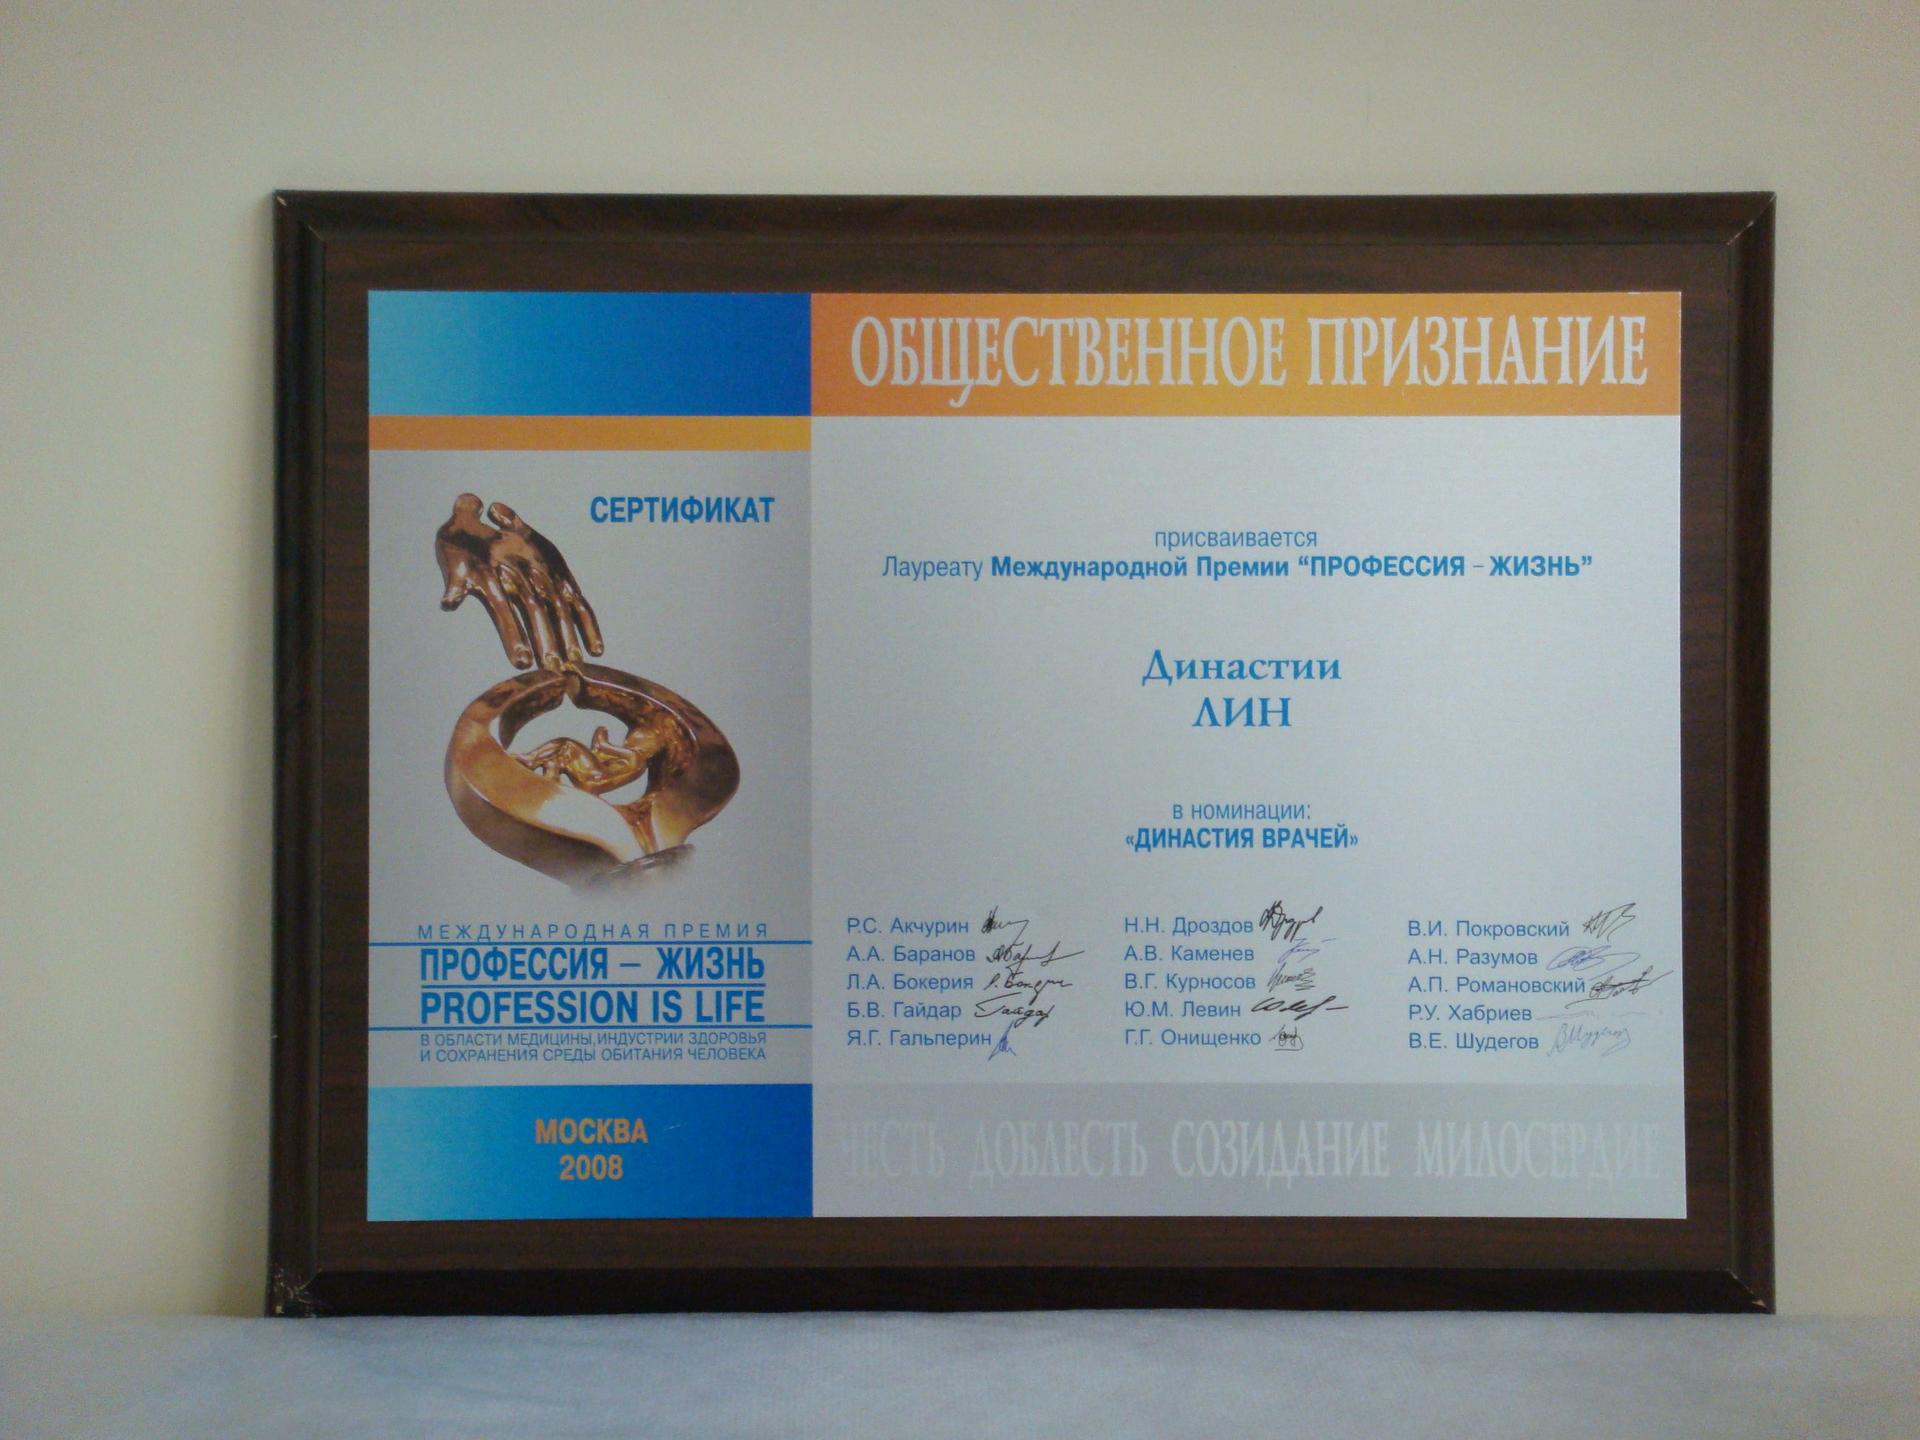 ОБЩЕСТВЕННОЕ ПРИЗНАНИЕ
СЕРТИФИКАТ
присваивается
Лауреату Международной Премии “ПРОФЕССИЯ – ЖИЗНЬ”
Династии
ЛИН
в номинации:
«ДИНАСТИЯ ВРАЧЕЙ»
Р.С. Акчурин
А.А. Баранов
Л.А. Бокерия
Б.В. Гайдар
Я.Г. Гальперин
Н.Н. Дроздов
А.В. Каменев
В.Г. Курносов
Ю.М. Левин
Г.Г. Онищенко
В.И. Покровский
А.Н. Разумов
А.П. Романовский
Р.У. Хабриев
В.Е. Шудегов
МЕЖДУНАРОДНАЯ ПРЕМИЯ
ПРОФЕССИЯ – ЖИЗНЬ
PROFESSION IS LIFE
В ОБЛАСТИ МЕДИЦИНЫ, ИНДУСТРИИ ЗДОРОВЬЯ
И СОХРАНЕНИЯ СРЕДЫ ОБИТАНИЯ ЧЕЛОВЕКА
МОСКВА
2008
ЧЕСТЬ ДОБЛЕСТЬ СОЗИДАНИЕ МИЛОСЕРДИЕ